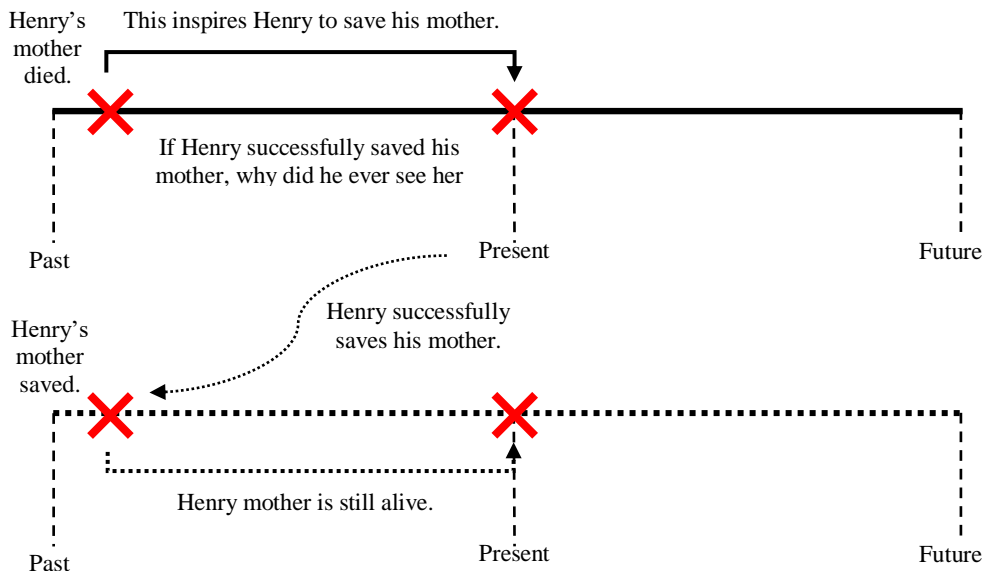 Henry’s
mother
died.
This inspires Henry to save his mother.
If Henry successfully saved his
mother, why did he ever see her
Past
Present
Future
Henry successfully
saves his mother.
Henry’s
mother
saved.
Henry mother is still alive.
Past
Present
Future